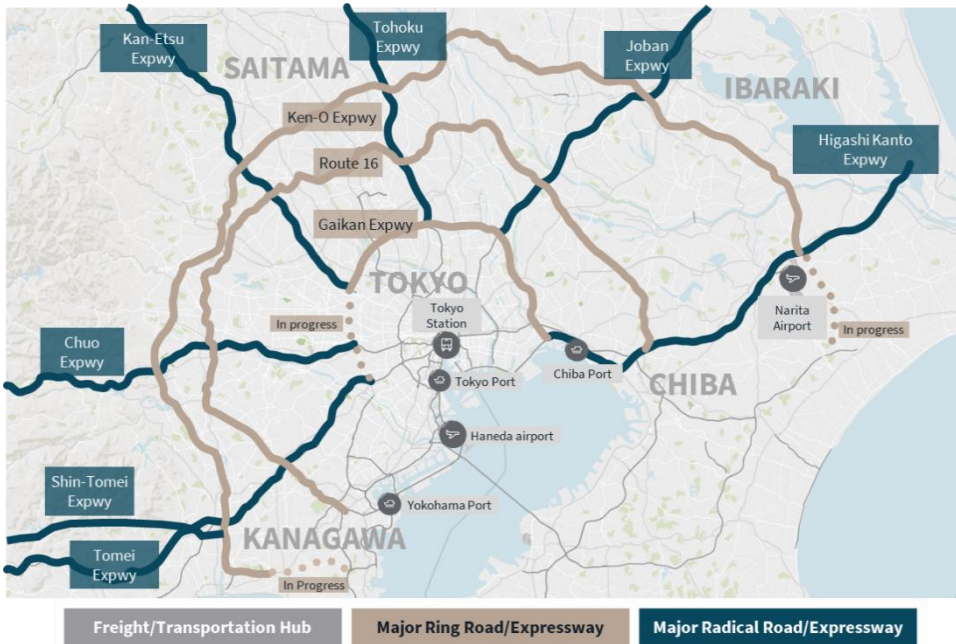 Kan-Etsu
Expwy
Tohoku
Expwy
Joban
Expwy
SAITAMA
IBARAKI
Ken-O Expwy
Higashi Kanto
Expwy
Route 16
Gaikan Expwy
TOKYO
Tokyo
Station
In progress
Narita
Airport
In progress
Chuo
Expwy
Chiba Port
Tokyo Port
CHIBA
Haneda airport
Shin-Tomei
Expwy
Yokohama Port
KANAGAWA
Tomei
Expwy
In Progress
Freight/Transportation Hub
Major Ring Road/Expressway
Major Radical Road/Expressway